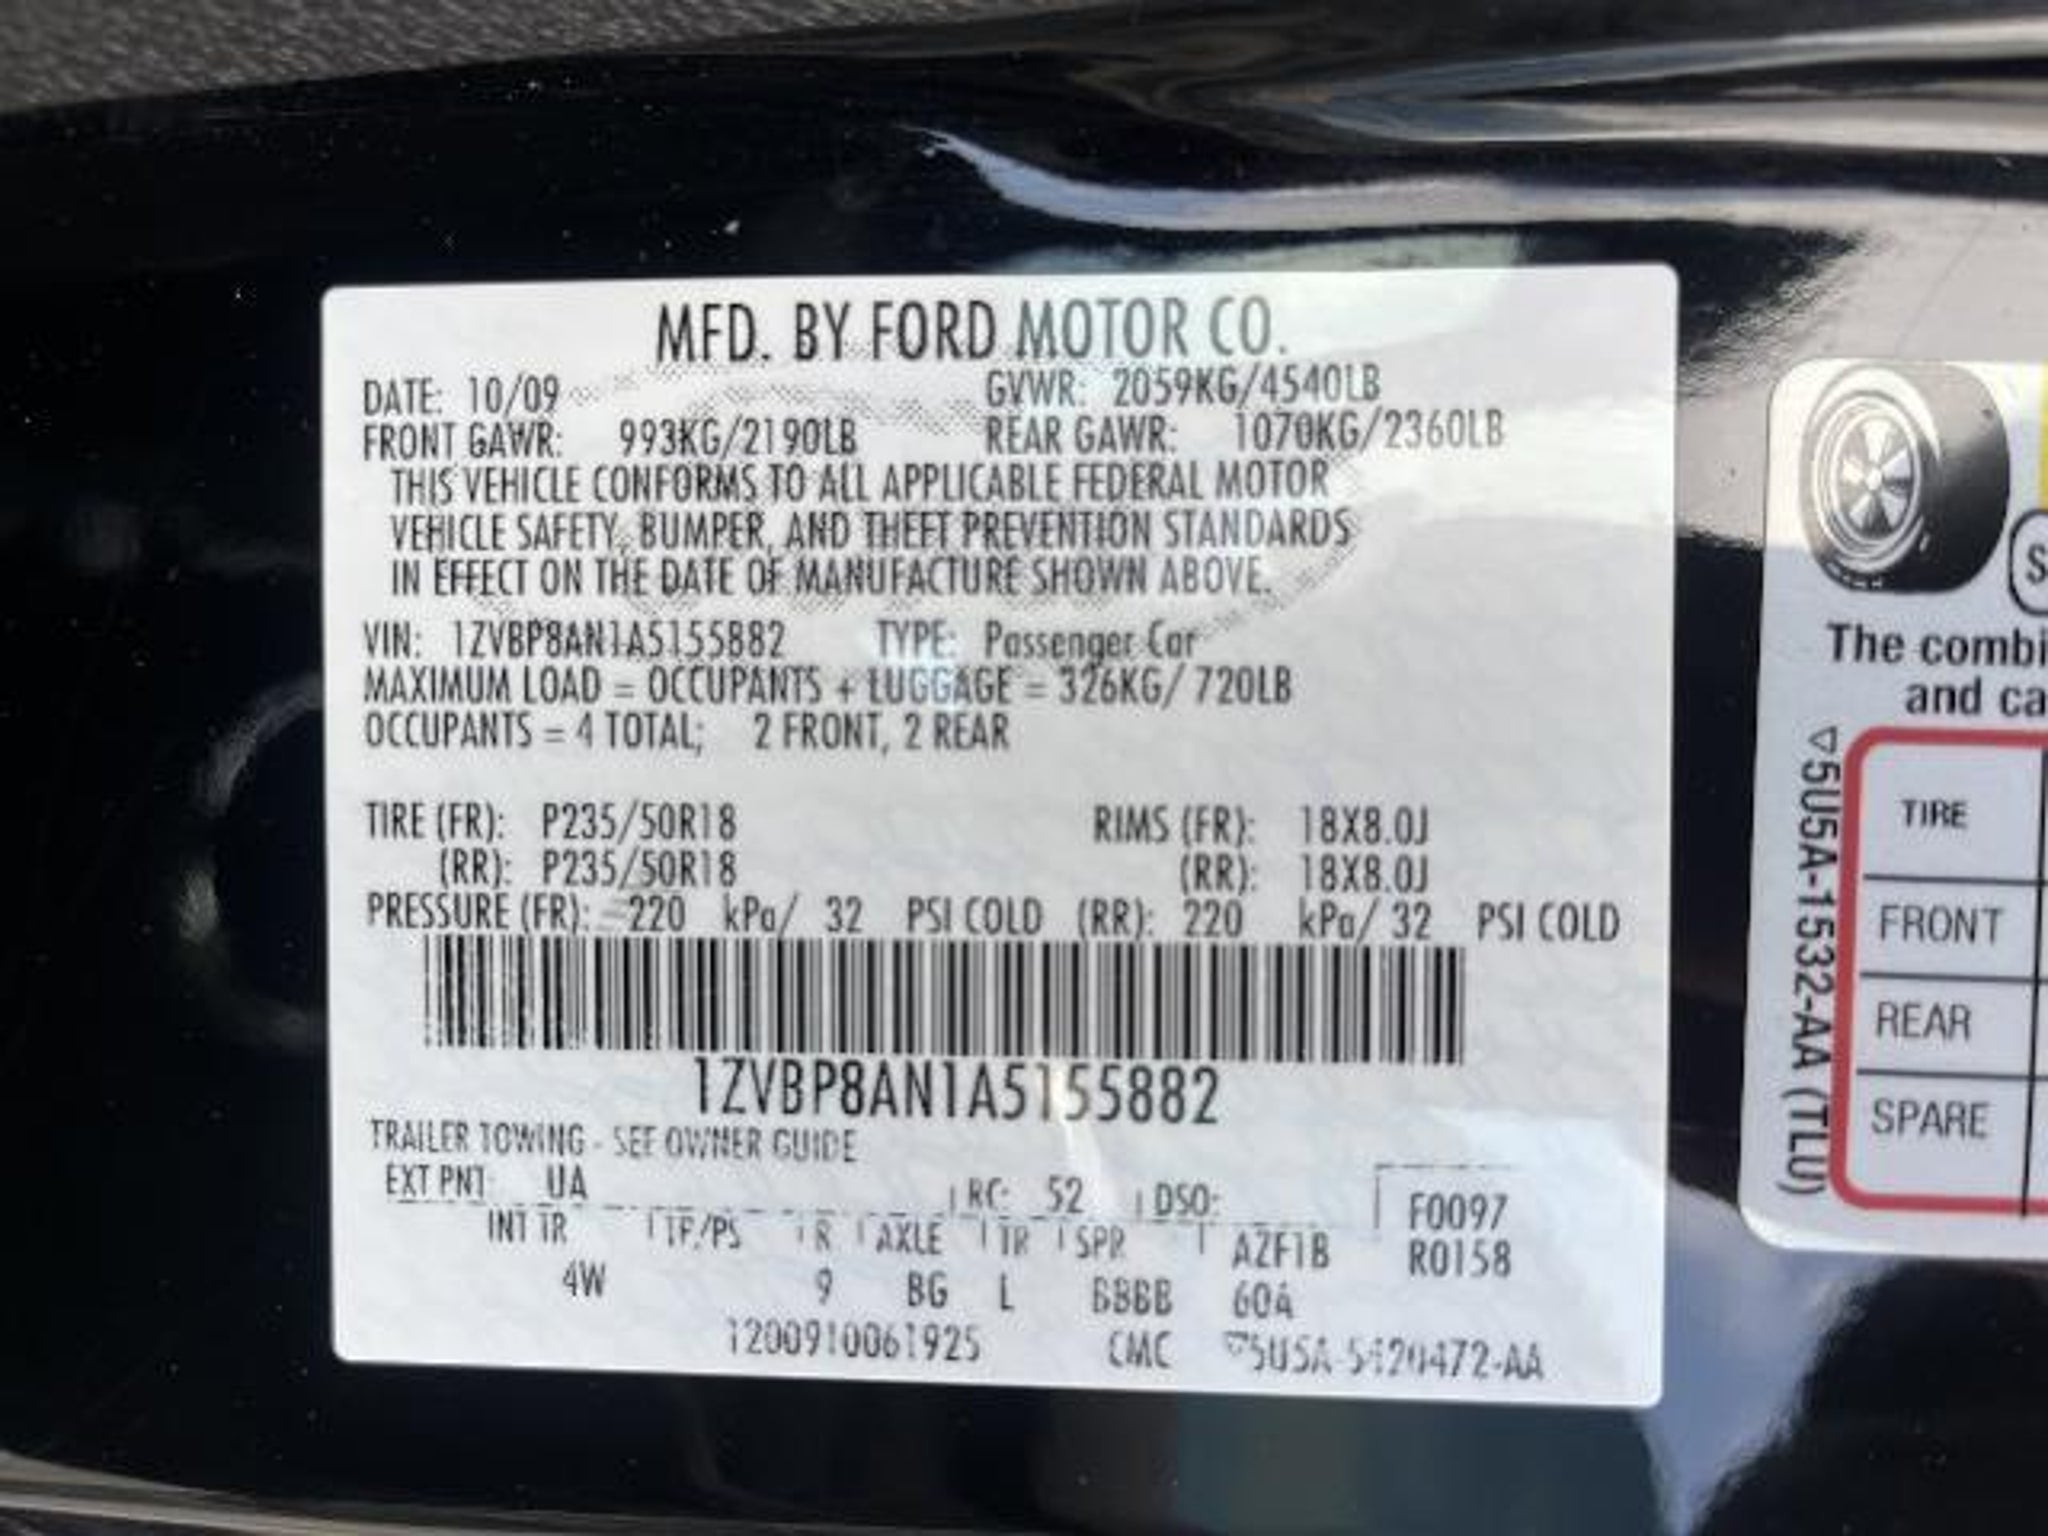 MFD. BY FORD MOTOR CO.
DATE: 10/09 GVWR: 2059KG/4540LB
FRONT GAWR: 993KG/2190LB REAR GAWR: 1070KG/2360LB
THIS VEHICLE CONFORMS TO ALL APPLICABLE FEDERAL MOTOR
VEHICLE SAFETY, BUMPER, AND THEFT PREVENTION STANDARDS
IN EFFECT ON THE DATE OF MANUFACTURE SHOWN ABOVE.
VIN: 1ZVBP8AN1A5155882 TYPE: Passenger Car
MAXIMUM LOAD = OCCUPANTS + LUGGAGE = 326KG/ 720LB
OCCUPANTS = 4 TOTAL; 2 FRONT, 2 REAR
TIRE (FR): P235/50R18 RIMS (FR): 18X8.0J
(RR): P235/50R18 (RR): 18X8.0J
PRESSURE (FR): 220 kPa/ 32 PSI COLD (RR): 220 kPa/ 32 PSI COLD
1ZVBP8AN1A5155882
TRAILER TOWING - SEE OWNER GUIDE
EXT PNT: UA RC: 52 DSO: F0097
INT TR TP/PS R AXLE TR SPR AZF1B R0158
4W 9 BG L BBBB 60A
1200910061925 CMC ▽5U5A-5420472-AA
S
The combi
and ca
▽5U5A-1532-AA (TLU)
TIRE
FRONT
REAR
SPARE